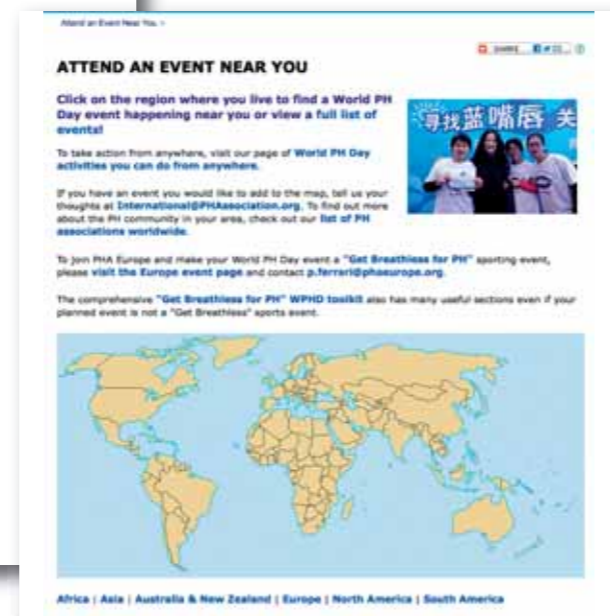 Attend an Event Near You >
SHARE
ATTEND AN EVENT NEAR YOU
Click on the region where you live to find a World PH
Day event happening near you or view a full list of
events!
寻找蓝嘴唇 关
To take action from anywhere, visit our page of World PH Day
activities you can do from anywhere.
If you have an event you would like to add to the map, tell us your
thoughts at International@PHAssociation.org. To find out more
about the PH community in your area, check out our list of PH
associations worldwide.
To join PHA Europe and make your World PH Day event a "Get Breathless for PH" sporting event,
please visit the Europe event page and contact p.ferrari@phaeurope.org.
The comprehensive "Get Breathless for PH" WPHD toolkit also has many useful sections even if your
planned event is not a "Get Breathless" sports event.
Africa | Asia | Australia & New Zealand | Europe | North America | South America